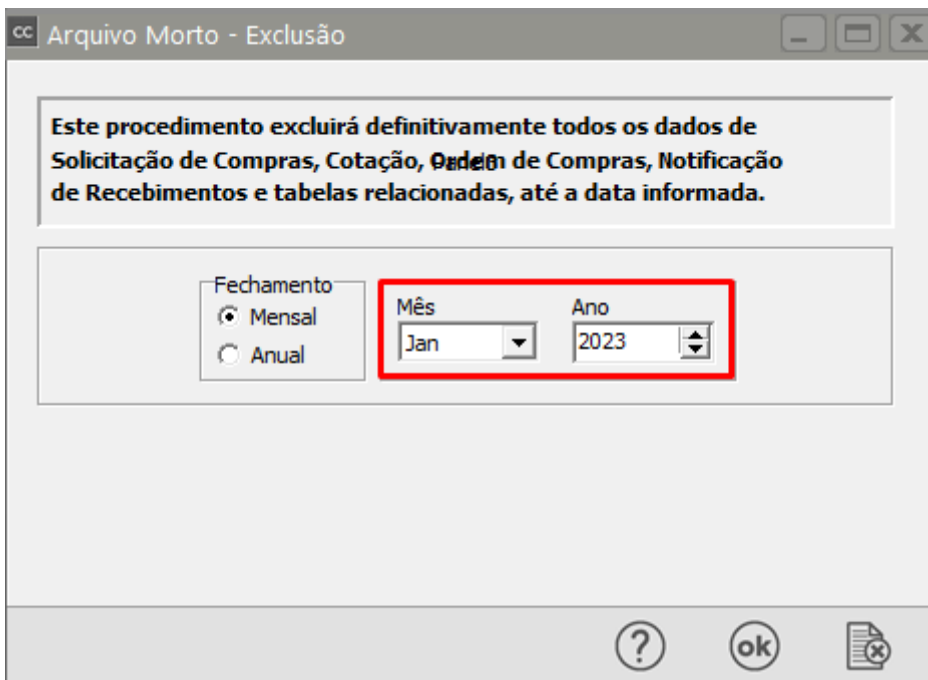 cc Arquivo Morto - Exclusão
Este procedimento excluirá definitivamente todos os dados de
Solicitação de Compras, Cotação, Ordem de Compras, Notificação
de Recebimentos e tabelas relacionadas, até a data informada.
Fechamento
Mensal
Anual
Mês
Ano
Jan
2023
?
ok